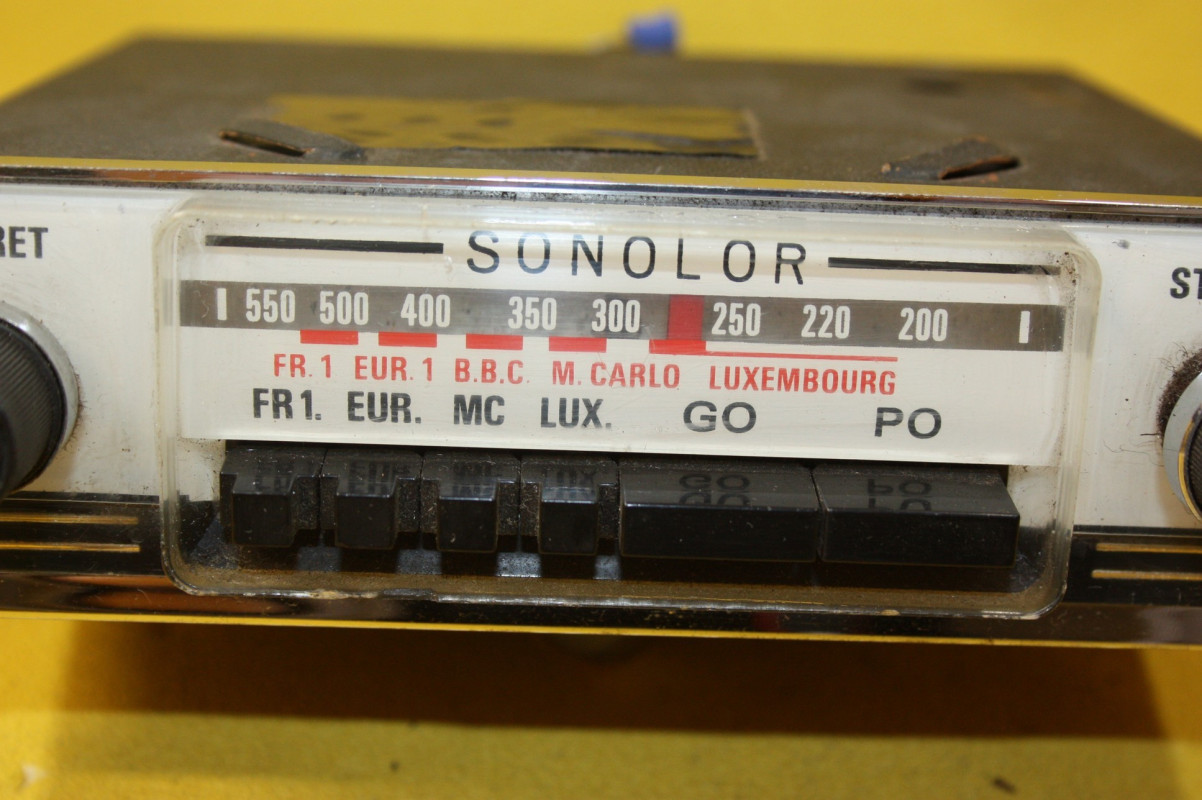 RET
SONOLOR
ST
550 500 400 350 300 250 220 200
FR.1 EUR.1 B.B.C. M.CARLO LUXEMBOURG
FR1. EUR. MC LUX. GO PO